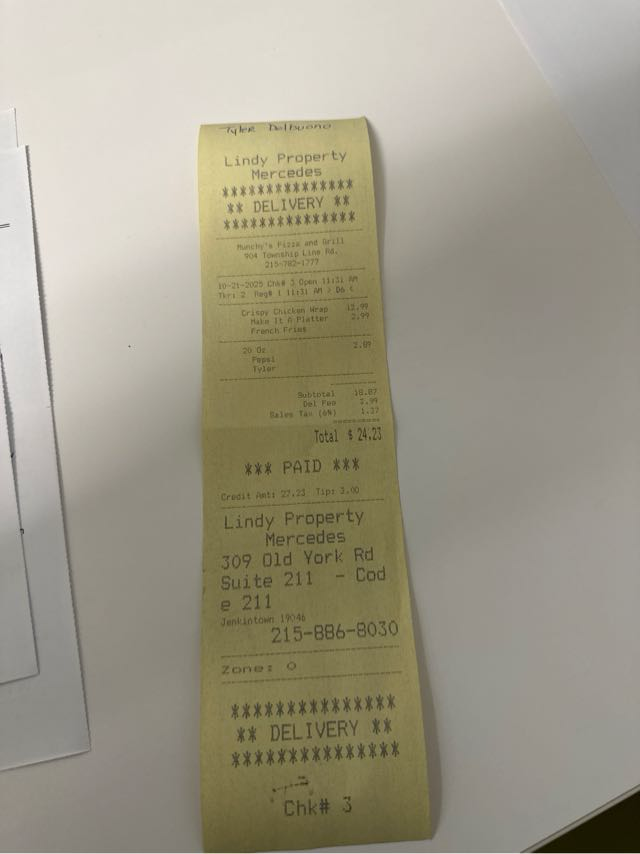 Tyler Delbuono
Lindy Property
Mercedes
***************
** DELIVERY **
***************
Munchy's Pizza and Grill
904 Township Line Rd.
215-782-1777
10-21-2025 Chk# 3 Open 11:31 AM
Tkr: 2 Reg# 1 11:31 AM > D6 <
Crispy Chicken Wrap 12.99
Make It A Platter 2.99
French Fries
20 Oz 2.89
Pepsi
Tyler
Subtotal 18.87
Del Fee 3.99
Sales Tax (6%) 1.37
Total $ 24.23
*** PAID ***
Credit Amt: 27.23 Tip: 3.00
Lindy Property
Mercedes
309 Old York Rd
Suite 211 - Cod
e 211
Jenkintown 19046
215-886-8030
Zone: 0
***************
** DELIVERY **
***************
Chk# 3